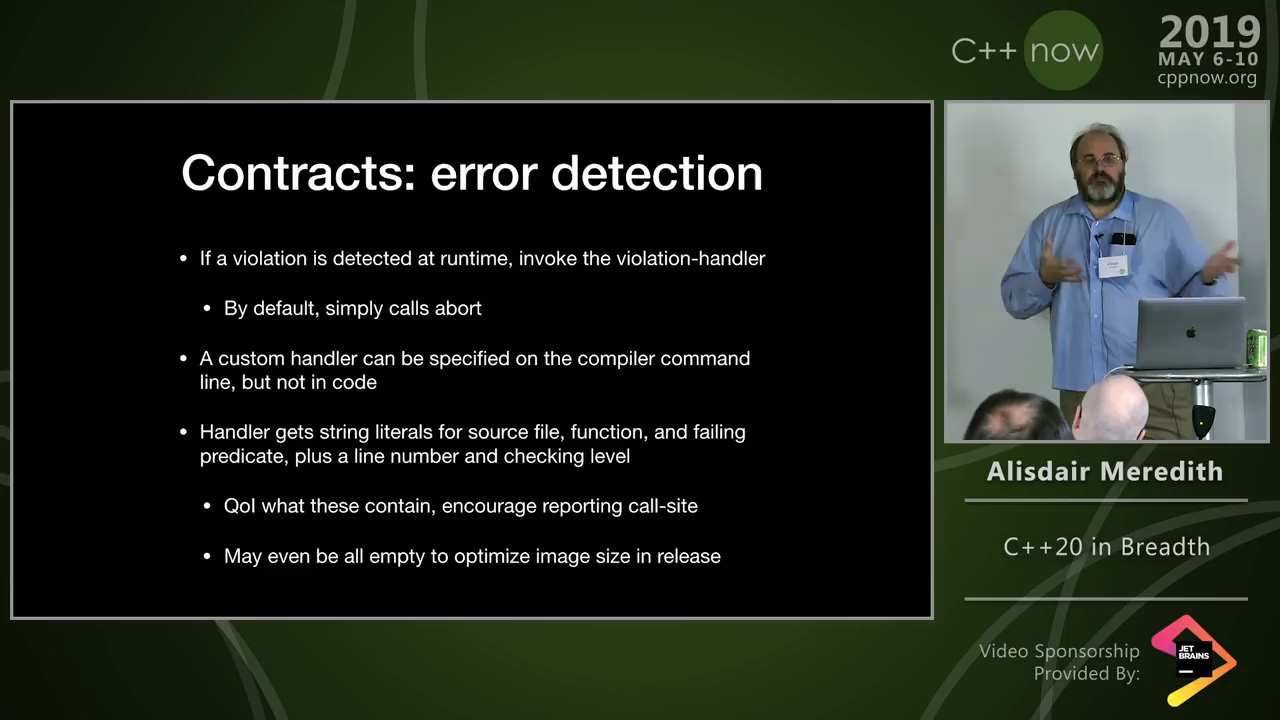 C++ now
2019
MAY 6-10
cppnow.org
Contracts: error detection
• If a violation is detected at runtime, invoke the violation-handler
• By default, simply calls abort
• A custom handler can be specified on the compiler command
line, but not in code
• Handler gets string literals for source file, function, and failing
predicate, plus a line number and checking level
• QoI what these contain, encourage reporting call-site
• May even be all empty to optimize image size in release
Alisdair Meredith
C++20 in Breadth
Video Sponsorship
Provided By:
JET
BRAINS